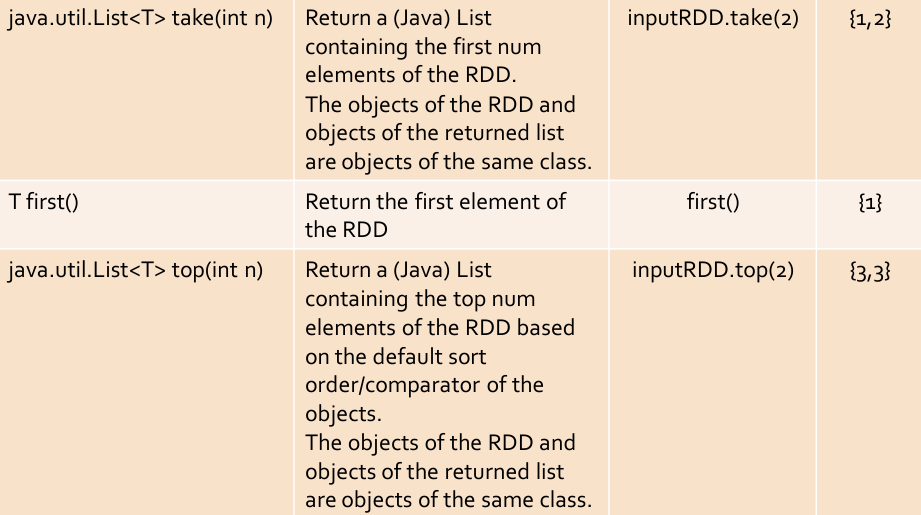 java.util.List<T> take(int n)
Return a (Java) List
containing the first num
elements of the RDD.
The objects of the RDD and
objects of the returned list
are objects of the same class.
inputRDD.take(2)
{1,2}
T first()
Return the first element of
the RDD
first()
{1}
java.util.List<T> top(int n)
Return a (Java) List
containing the top num
elements of the RDD based
on the default sort
order/comparator of the
objects.
The objects of the RDD and
objects of the returned list
are objects of the same class.
inputRDD.top(2)
{3,3}